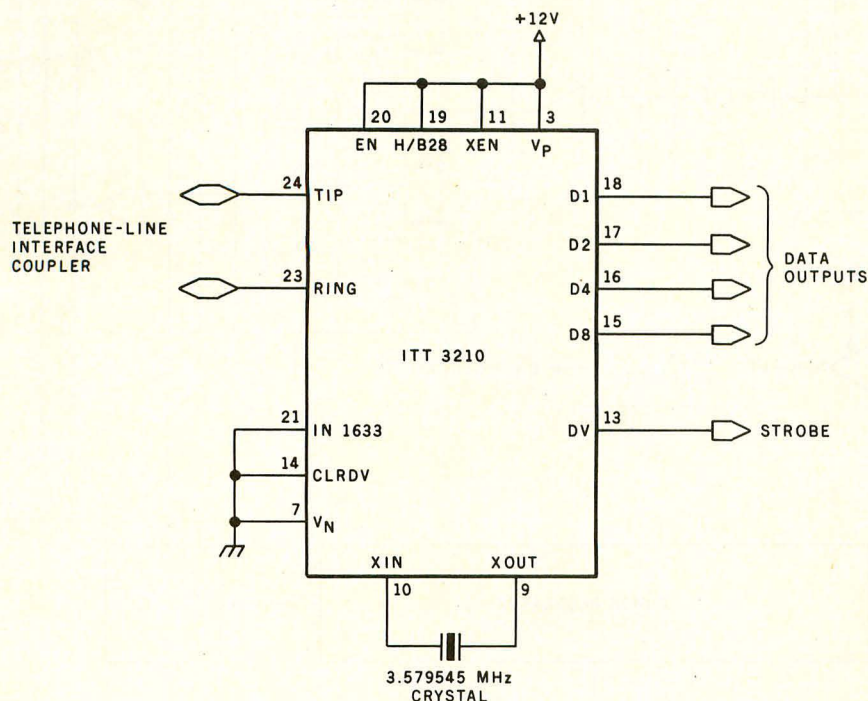 +12V
20 19 11 3
EN H/B28 XEN VP
24
TIP
TELEPHONE-LINE
INTERFACE
COUPLER
23
RING
ITT 3210
21
IN 1633
14
CLRDV
7
VN
18
D1
17
D2
16
D4
15
D8
DATA
OUTPUTS
13
DV
STROBE
XIN XOUT
10 9
3.579545 MHz
CRYSTAL